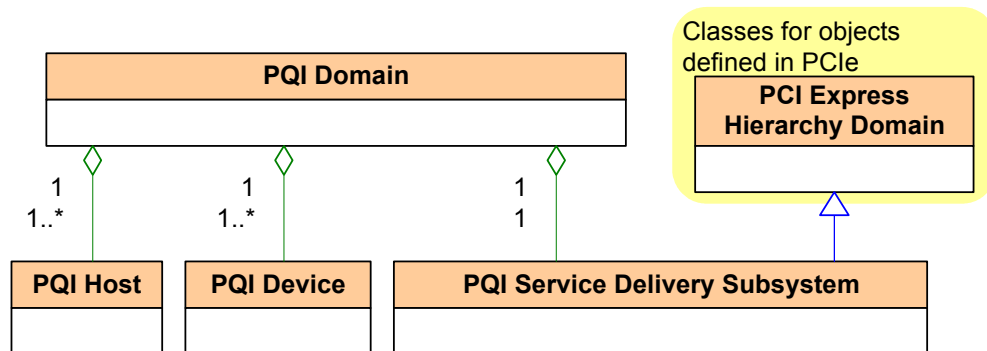 Classes for objects
defined in PCIe
PQI Domain
PCI Express
Hierarchy Domain
1
1..*
1
1..*
1
1
PQI Host
PQI Device
PQI Service Delivery Subsystem